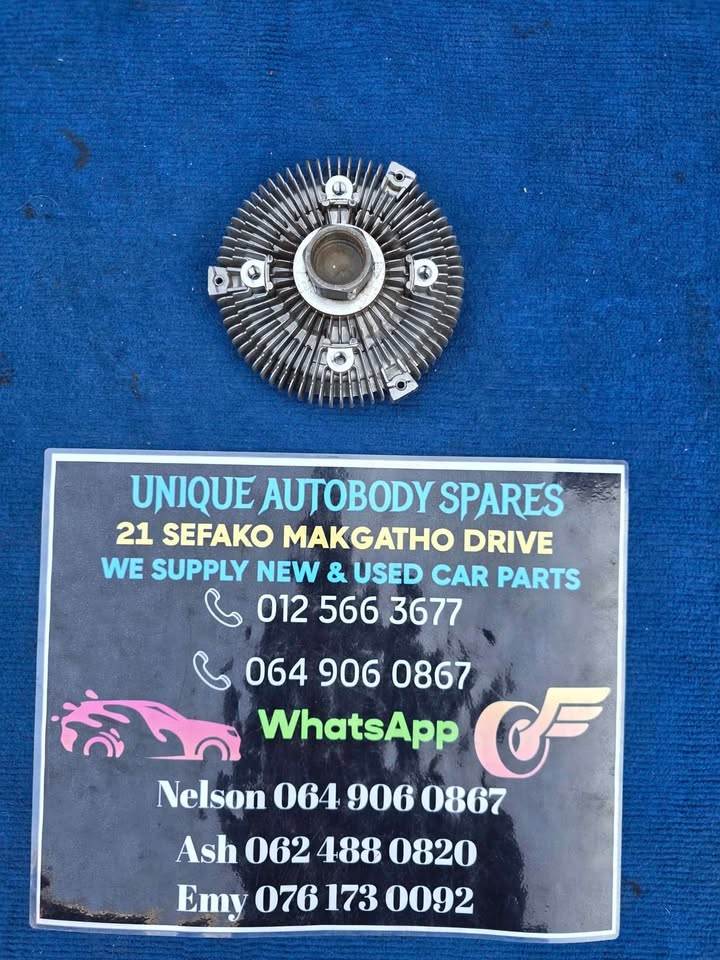 UNIQUE AUTOBODY SPARES
21 SEFAKO MAKGATHO DRIVE
WE SUPPLY NEW & USED CAR PARTS
012 566 3677
064 906 0867
WhatsApp
Nelson 064 906 0867
Ash 062 488 0820
Emy 076 173 0092